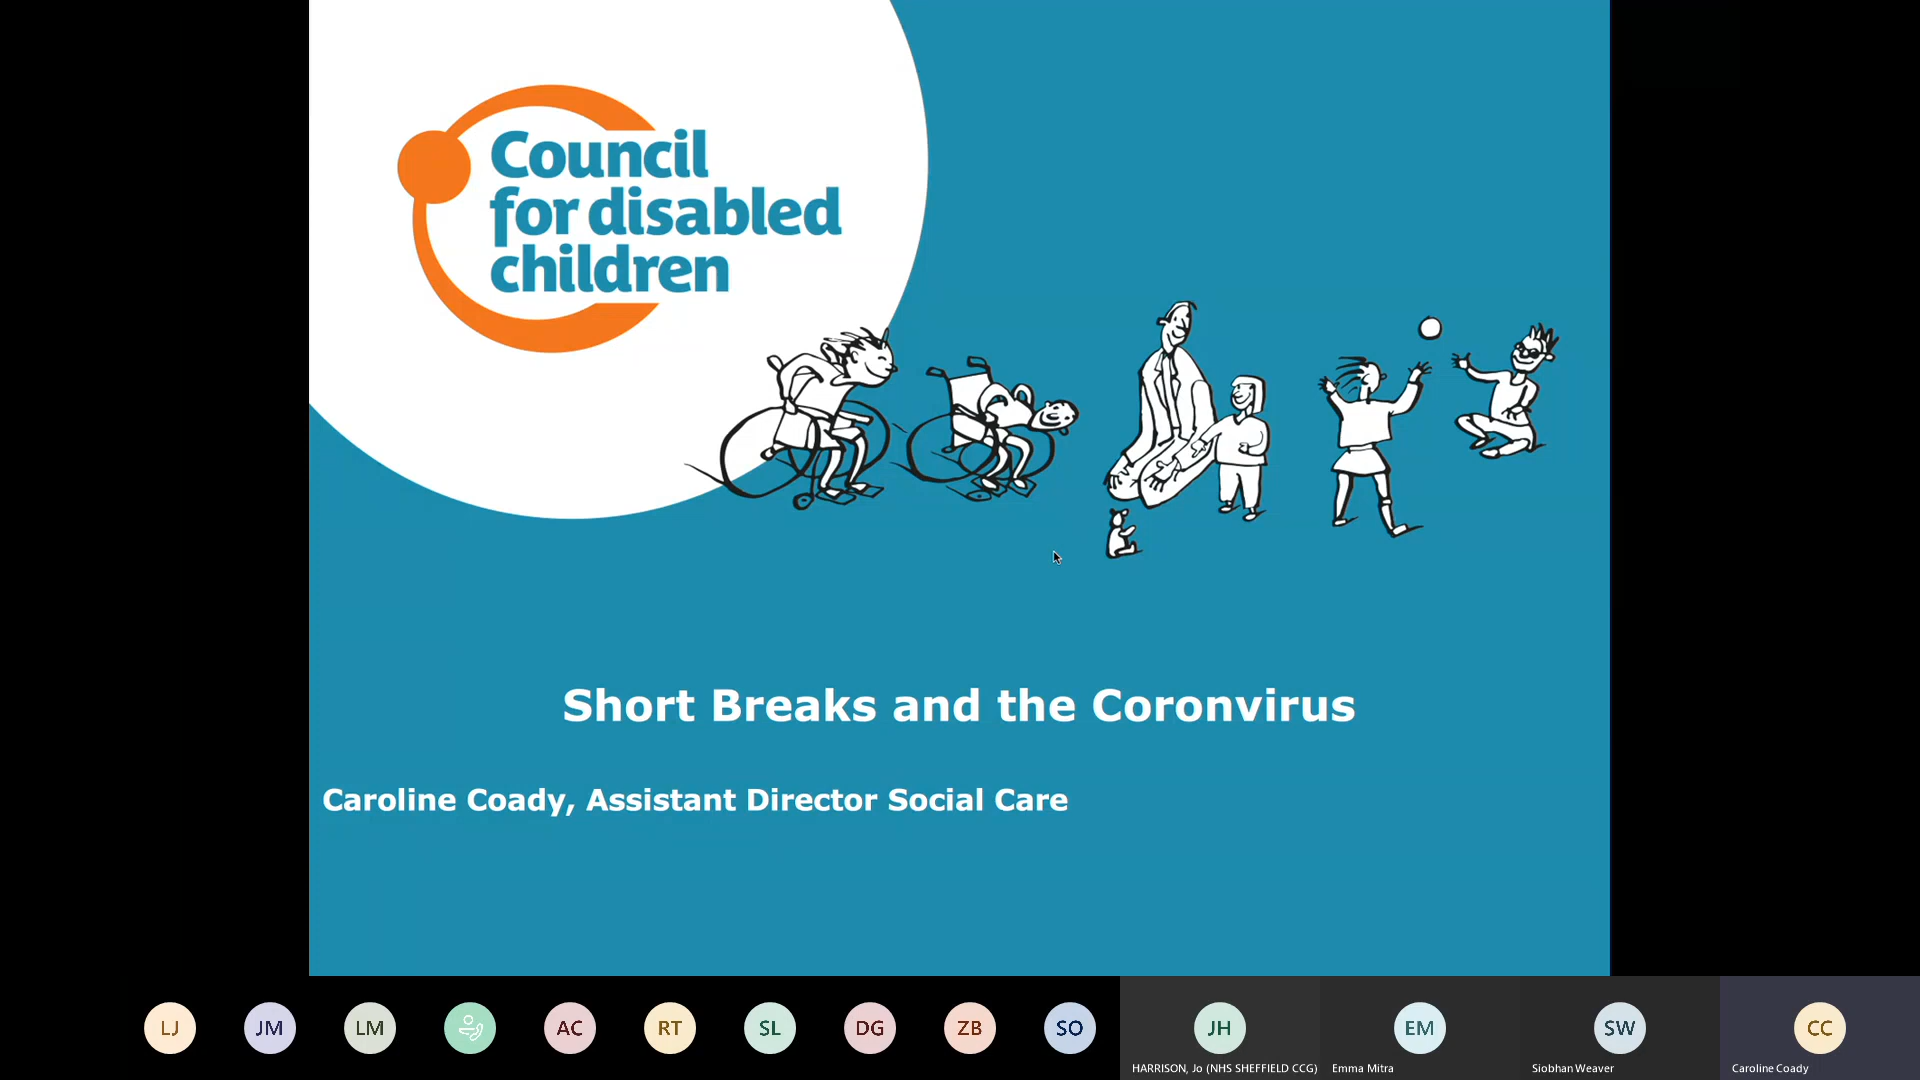 Council
for disabled
children
Short Breaks and the Coronvirus
Caroline Coady, Assistant Director Social Care
LJ
JM
LM
AC
RT
SL
DG
ZB
SO
JH
EM
SW
CC
HARRISON, Jo (NHS SHEFFIELD CCG)
Emma Mitra
Siobhan Weaver
Caroline Coady